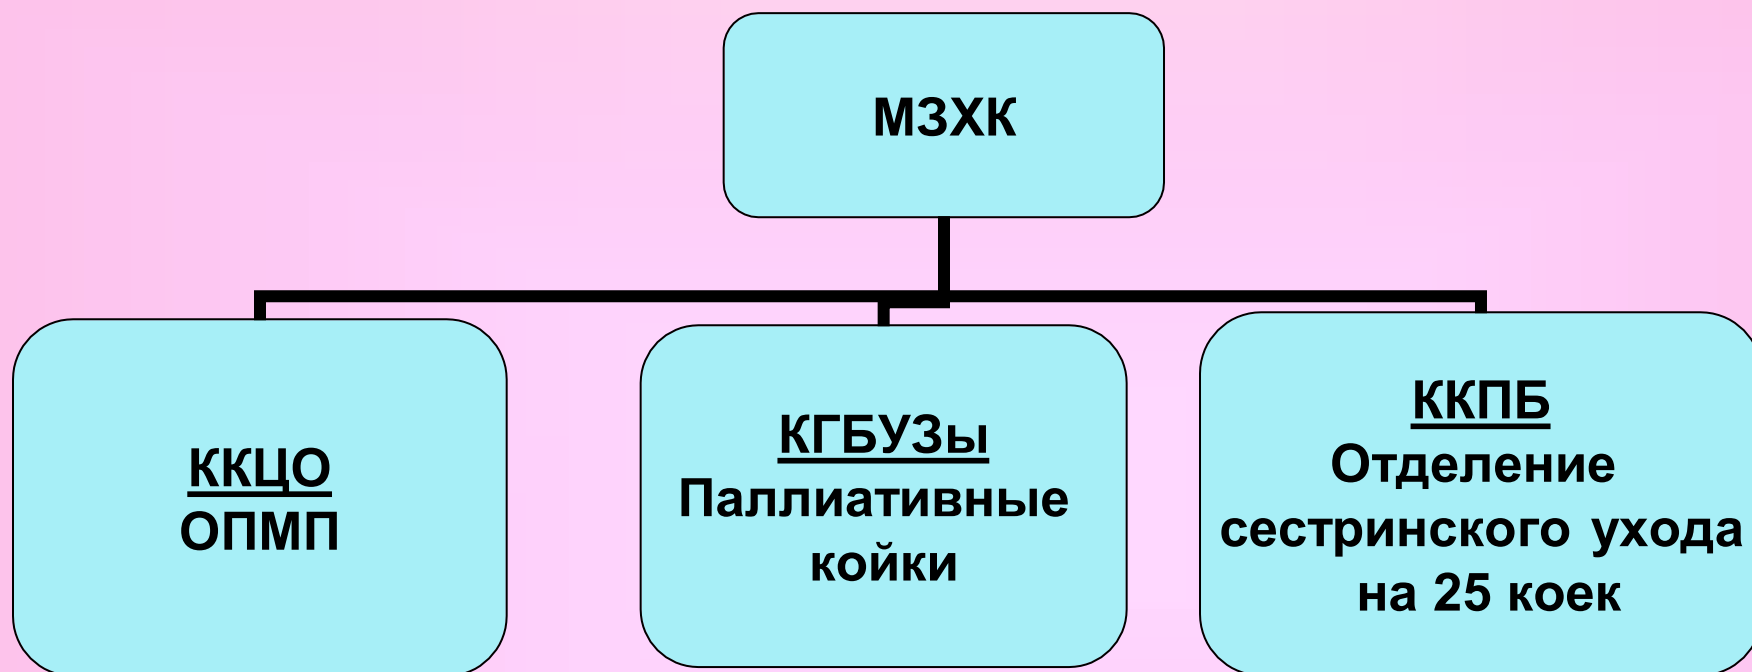 МЗХК
ККЦО
ОПМП
КГБУЗы
Паллиативные
койки
ККПБ
Отделение
сестринского ухода
на 25 коек